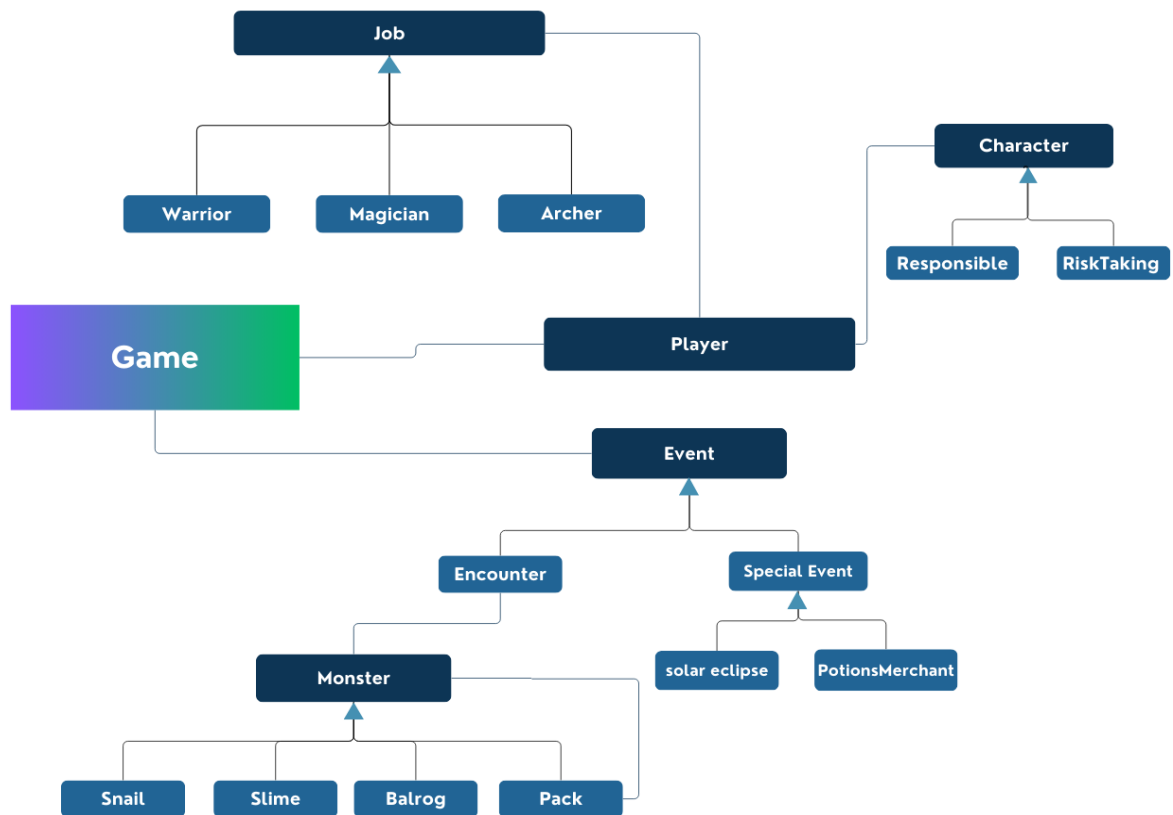 Job
Character
Warrior
Magician
Archer
Responsible
RiskTaking
Game
Player
Event
Encounter
Special Event
Monster
solar eclipse
PotionsMerchant
Snail
Slime
Balrog
Pack